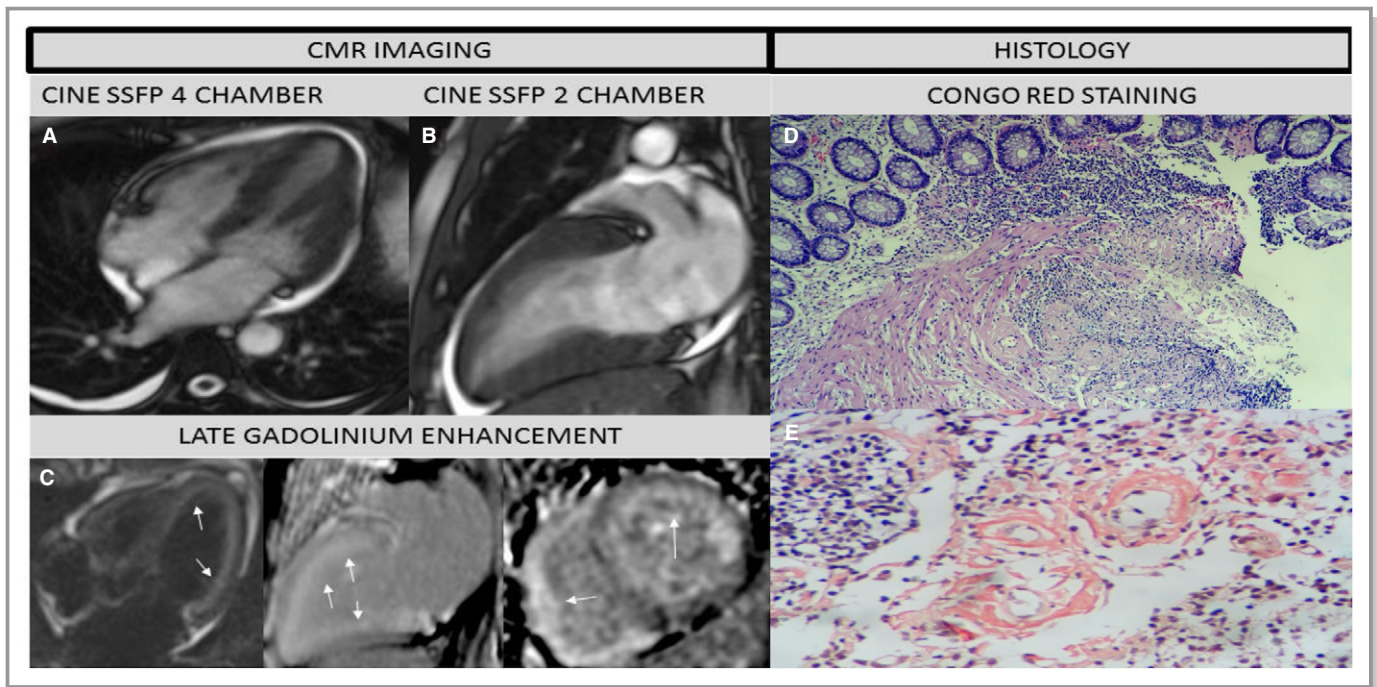 CMR IMAGING
HISTOLOGY
CINE SSFP 4 CHAMBER
CINE SSFP 2 CHAMBER
CONGO RED STAINING
A
B
D
LATE GADOLINIUM ENHANCEMENT
E
C